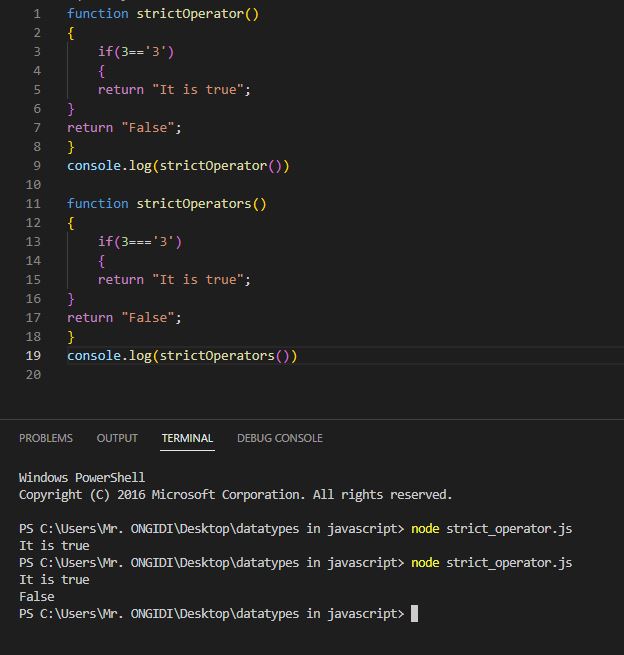 1 function strictOperator()
2 {
3 if(3=='3')
4 {
5 return "It is true";
6 }
7 return "False";
8 }
9 console.log(strictOperator())
10
11 function strictOperators()
12 {
13 if(3==='3')
14 {
15 return "It is true";
16 }
17 return "False";
18 }
19 console.log(strictOperators())
20
PROBLEMS OUTPUT TERMINAL DEBUG CONSOLE
Windows PowerShell
Copyright (C) 2016 Microsoft Corporation. All rights reserved.
PS C:\Users\Mr. ONGIDI\Desktop\datatypes in javascript> node strict_operator.js
It is true
PS C:\Users\Mr. ONGIDI\Desktop\datatypes in javascript> node strict_operator.js
It is true
False
PS C:\Users\Mr. ONGIDI\Desktop\datatypes in javascript>